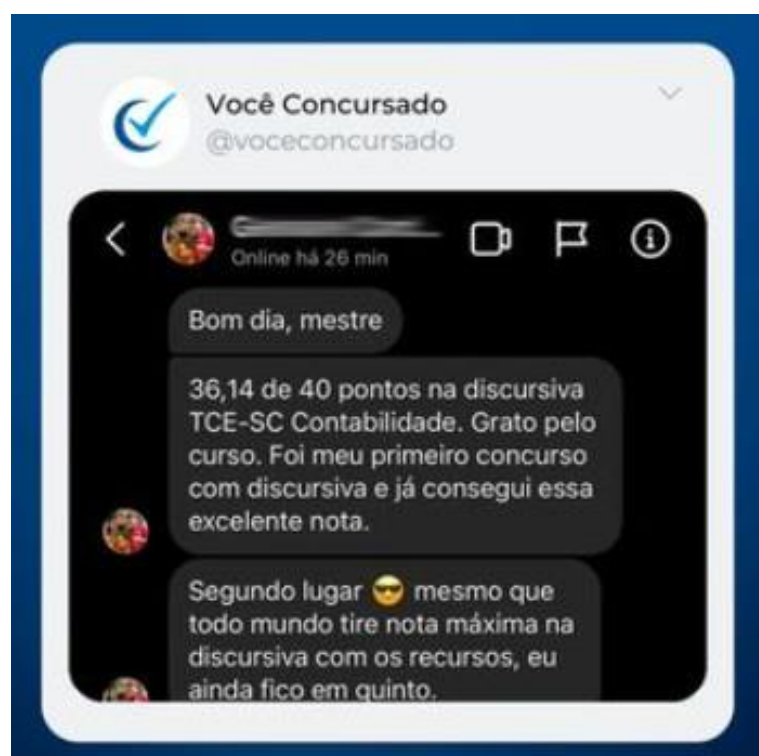 Você Concursado
@voceconcursado
Online há 26 min
Bom dia, mestre
36,14 de 40 pontos na discursiva
TCE-SC Contabilidade. Grato pelo
curso. Foi meu primeiro concurso
com discursiva e já consegui essa
excelente nota.
Segundo lugar 😎 mesmo que
todo mundo tire nota máxima na
discursiva com os recursos, eu
ainda fico em quinto.